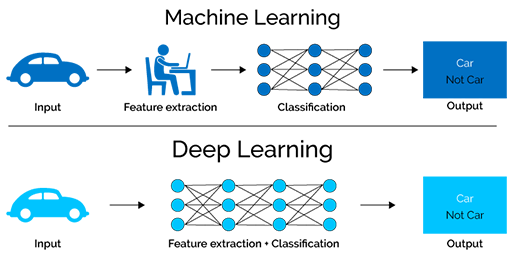 Machine Learning
Car
Not Car
Input
Feature extraction
Classification
Output
Deep Learning
Car
Not Car
Input
Feature extraction + Classification
Output